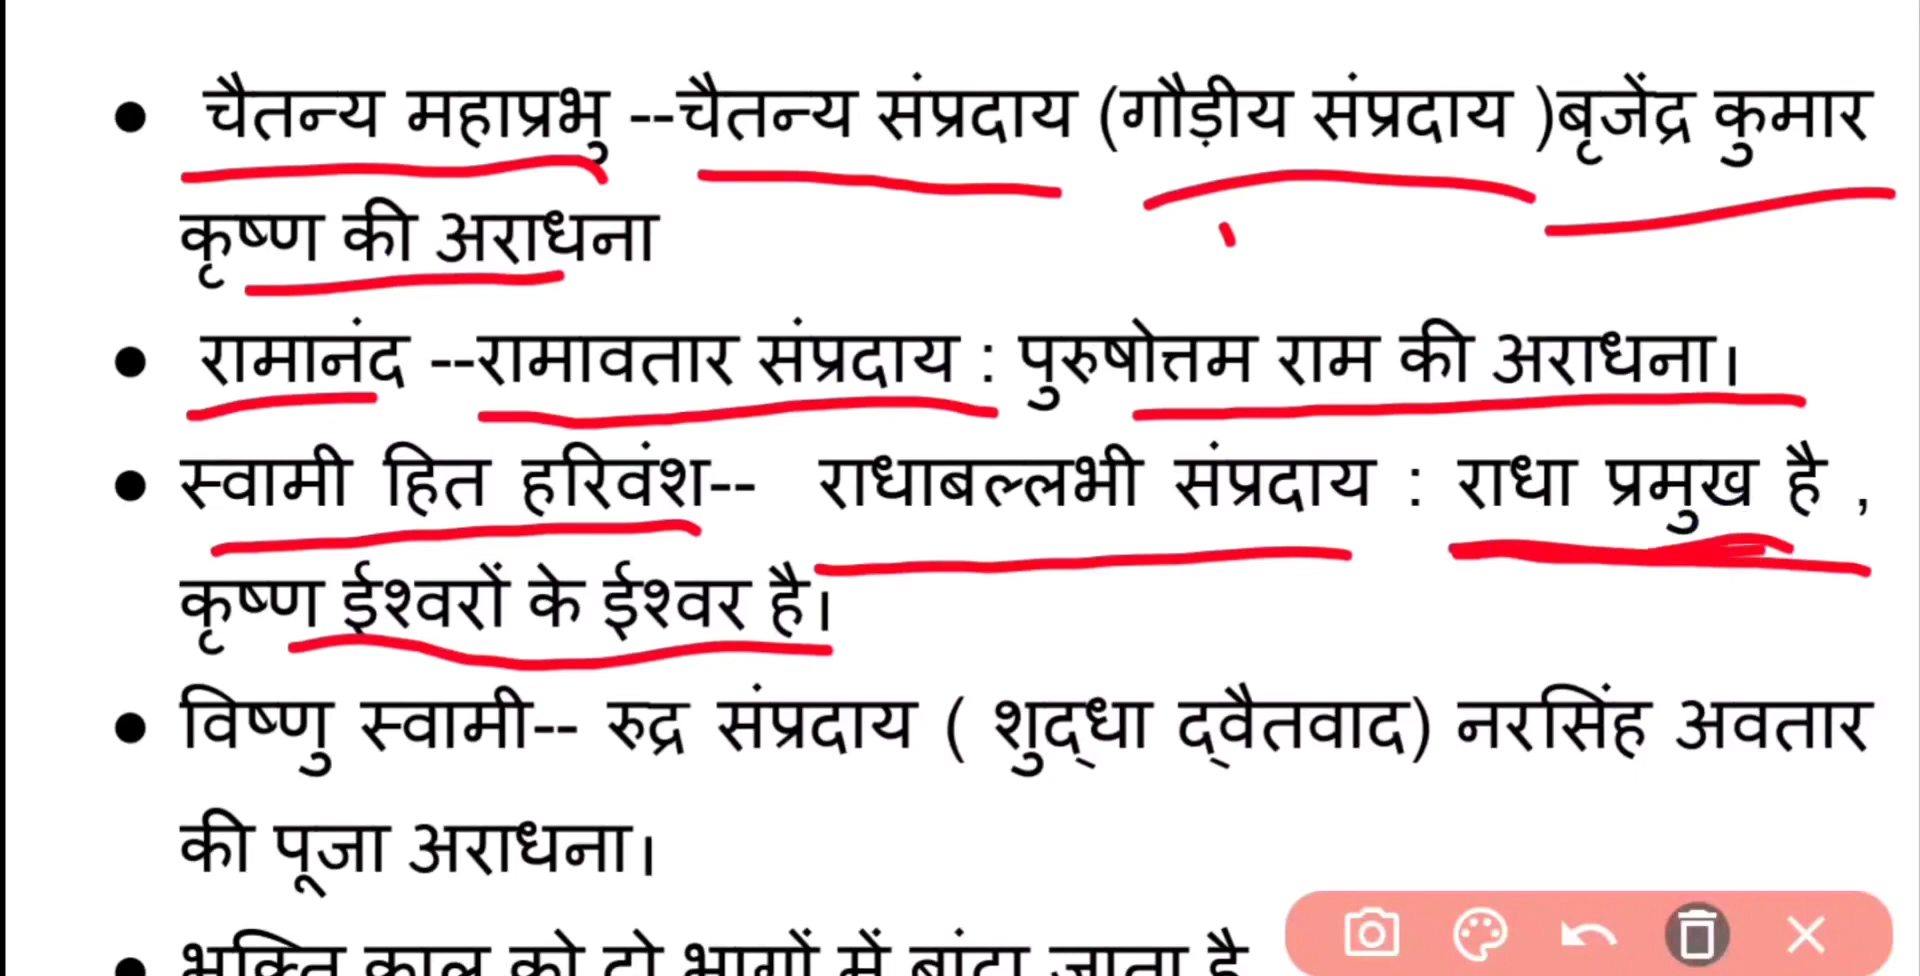 ● चैतन्य महाप्रभु --चैतन्य संप्रदाय (गौड़ीय संप्रदाय )बृजेंद्र कुमार
कृष्ण की अराधना
● रामानंद --रामावतार संप्रदाय : पुरुषोत्तम राम की अराधना।
● स्वामी हित हरिवंश-- राधाबल्लभी संप्रदाय : राधा प्रमुख है ,
कृष्ण ईश्वरों के ईश्वर है।
● विष्णु स्वामी-- रुद्र संप्रदाय ( शुद्‌धा द्‌वैतवाद) नरसिंह अवतार
की पूजा अराधना।
● भक्ति काल को दो भागों में बांटा जाता है